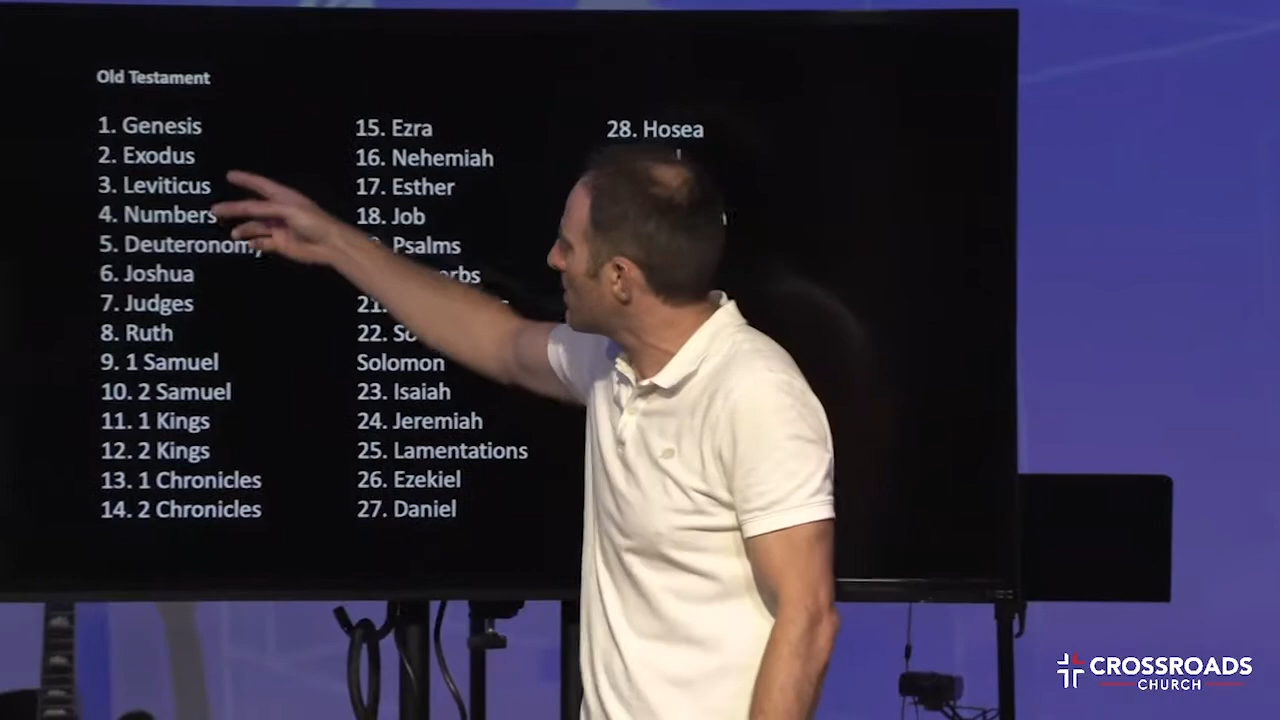 Old Testament
1. Genesis
2. Exodus
3. Leviticus
4. Numbers
5. Deuteronomy
6. Joshua
7. Judges
8. Ruth
9. 1 Samuel
10. 2 Samuel
11. 1 Kings
12. 2 Kings
13. 1 Chronicles
14. 2 Chronicles
15. Ezra
16. Nehemiah
17. Esther
18. Job
Psalms
erbs
21.
22. So
Solomon
23. Isaiah
24. Jeremiah
25. Lamentations
26. Ezekiel
27. Daniel
28. Hosea
CROSSROADS
CHURCH